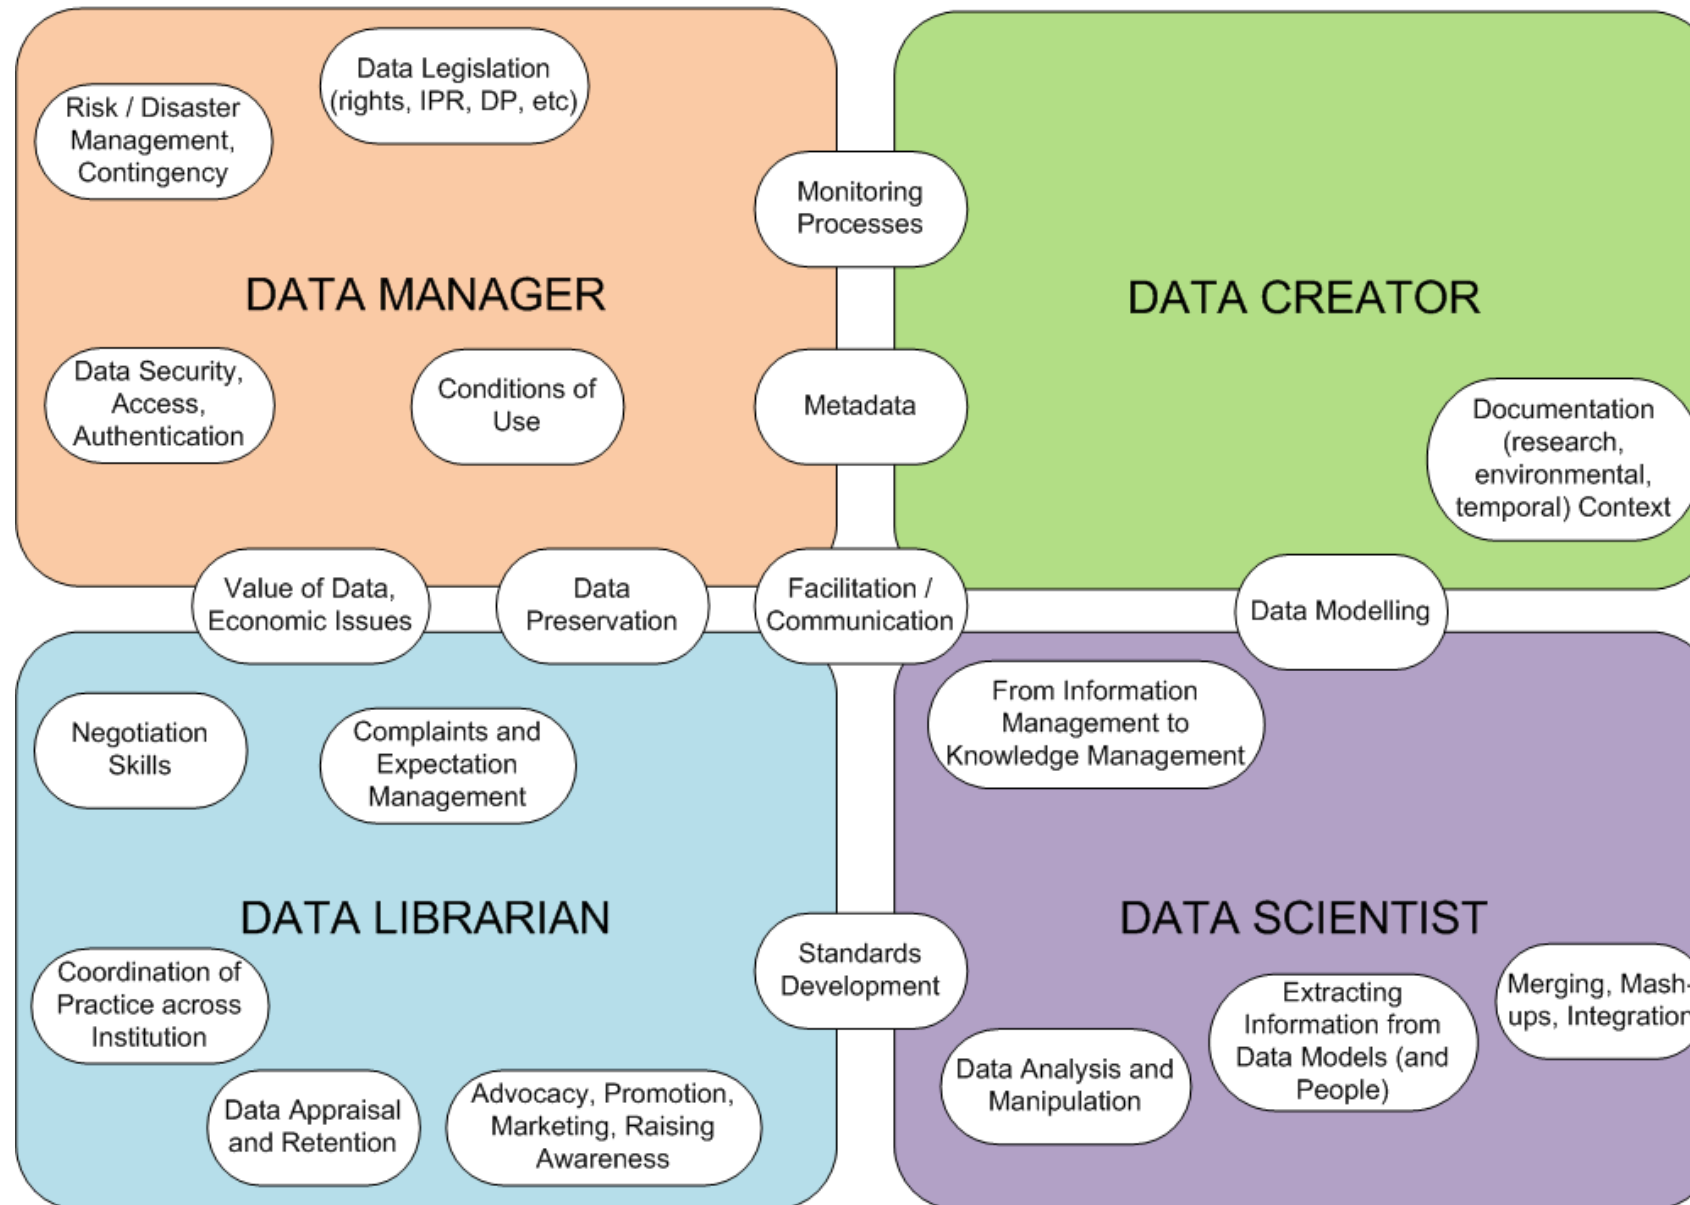 Data Legislation
(rights, IPR, DP, etc)
Risk / Disaster
Management,
Contingency
Monitoring
Processes
DATA MANAGER
DATA CREATOR
Data Security,
Access,
Authentication
Conditions of
Use
Metadata
Documentation
(research,
environmental,
temporal) Context
Value of Data,
Economic Issues
Data
Preservation
Facilitation /
Communication
Data Modelling
Negotiation
Skills
Complaints and
Expectation
Management
From Information
Management to
Knowledge Management
DATA LIBRARIAN
DATA SCIENTIST
Coordination of
Practice across
Institution
Standards
Development
Extracting
Information from
Data Models (and
People)
Merging, Mash-
ups, Integration
Data Analysis and
Manipulation
Data Appraisal
and Retention
Advocacy, Promotion,
Marketing, Raising
Awareness